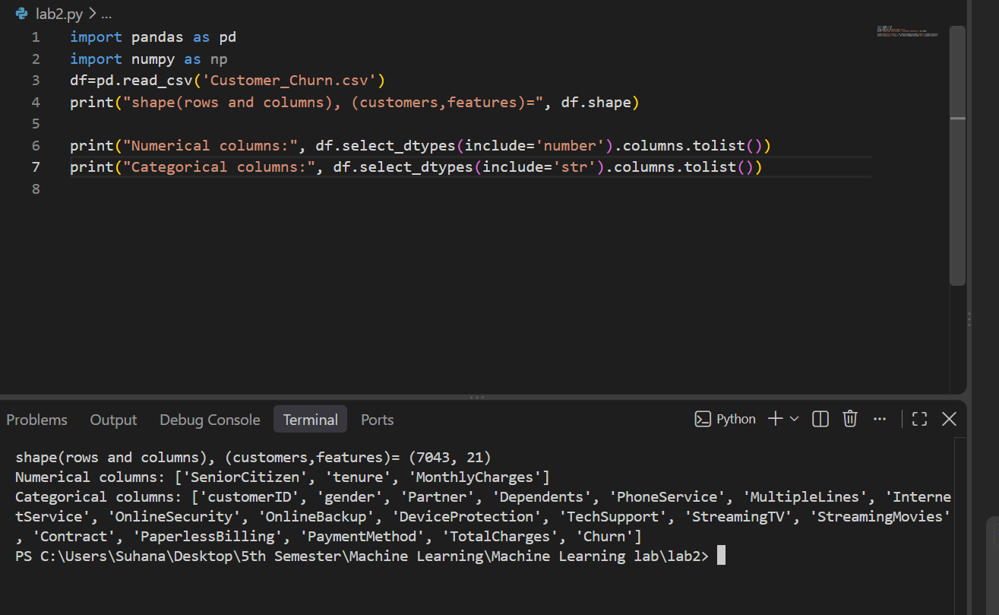 lab2.py > ...
1 import pandas as pd
2 import numpy as np
3 df=pd.read_csv('Customer_Churn.csv')
4 print("shape(rows and columns), (customers,features)=", df.shape)
5
6 print("Numerical columns:", df.select_dtypes(include='number').columns.tolist())
7 print("Categorical columns:", df.select_dtypes(include='str').columns.tolist())
8
Problems Output Debug Console Terminal Ports Python
shape(rows and columns), (customers,features)= (7043, 21)
Numerical columns: ['SeniorCitizen', 'tenure', 'MonthlyCharges']
Categorical columns: ['customerID', 'gender', 'Partner', 'Dependents', 'PhoneService', 'MultipleLines', 'Interne
tService', 'OnlineSecurity', 'OnlineBackup', 'DeviceProtection', 'TechSupport', 'StreamingTV', 'StreamingMovies'
, 'Contract', 'PaperlessBilling', 'PaymentMethod', 'TotalCharges', 'Churn']
PS C:\Users\Suhana\Desktop\5th Semester\Machine Learning\Machine Learning lab\lab2>